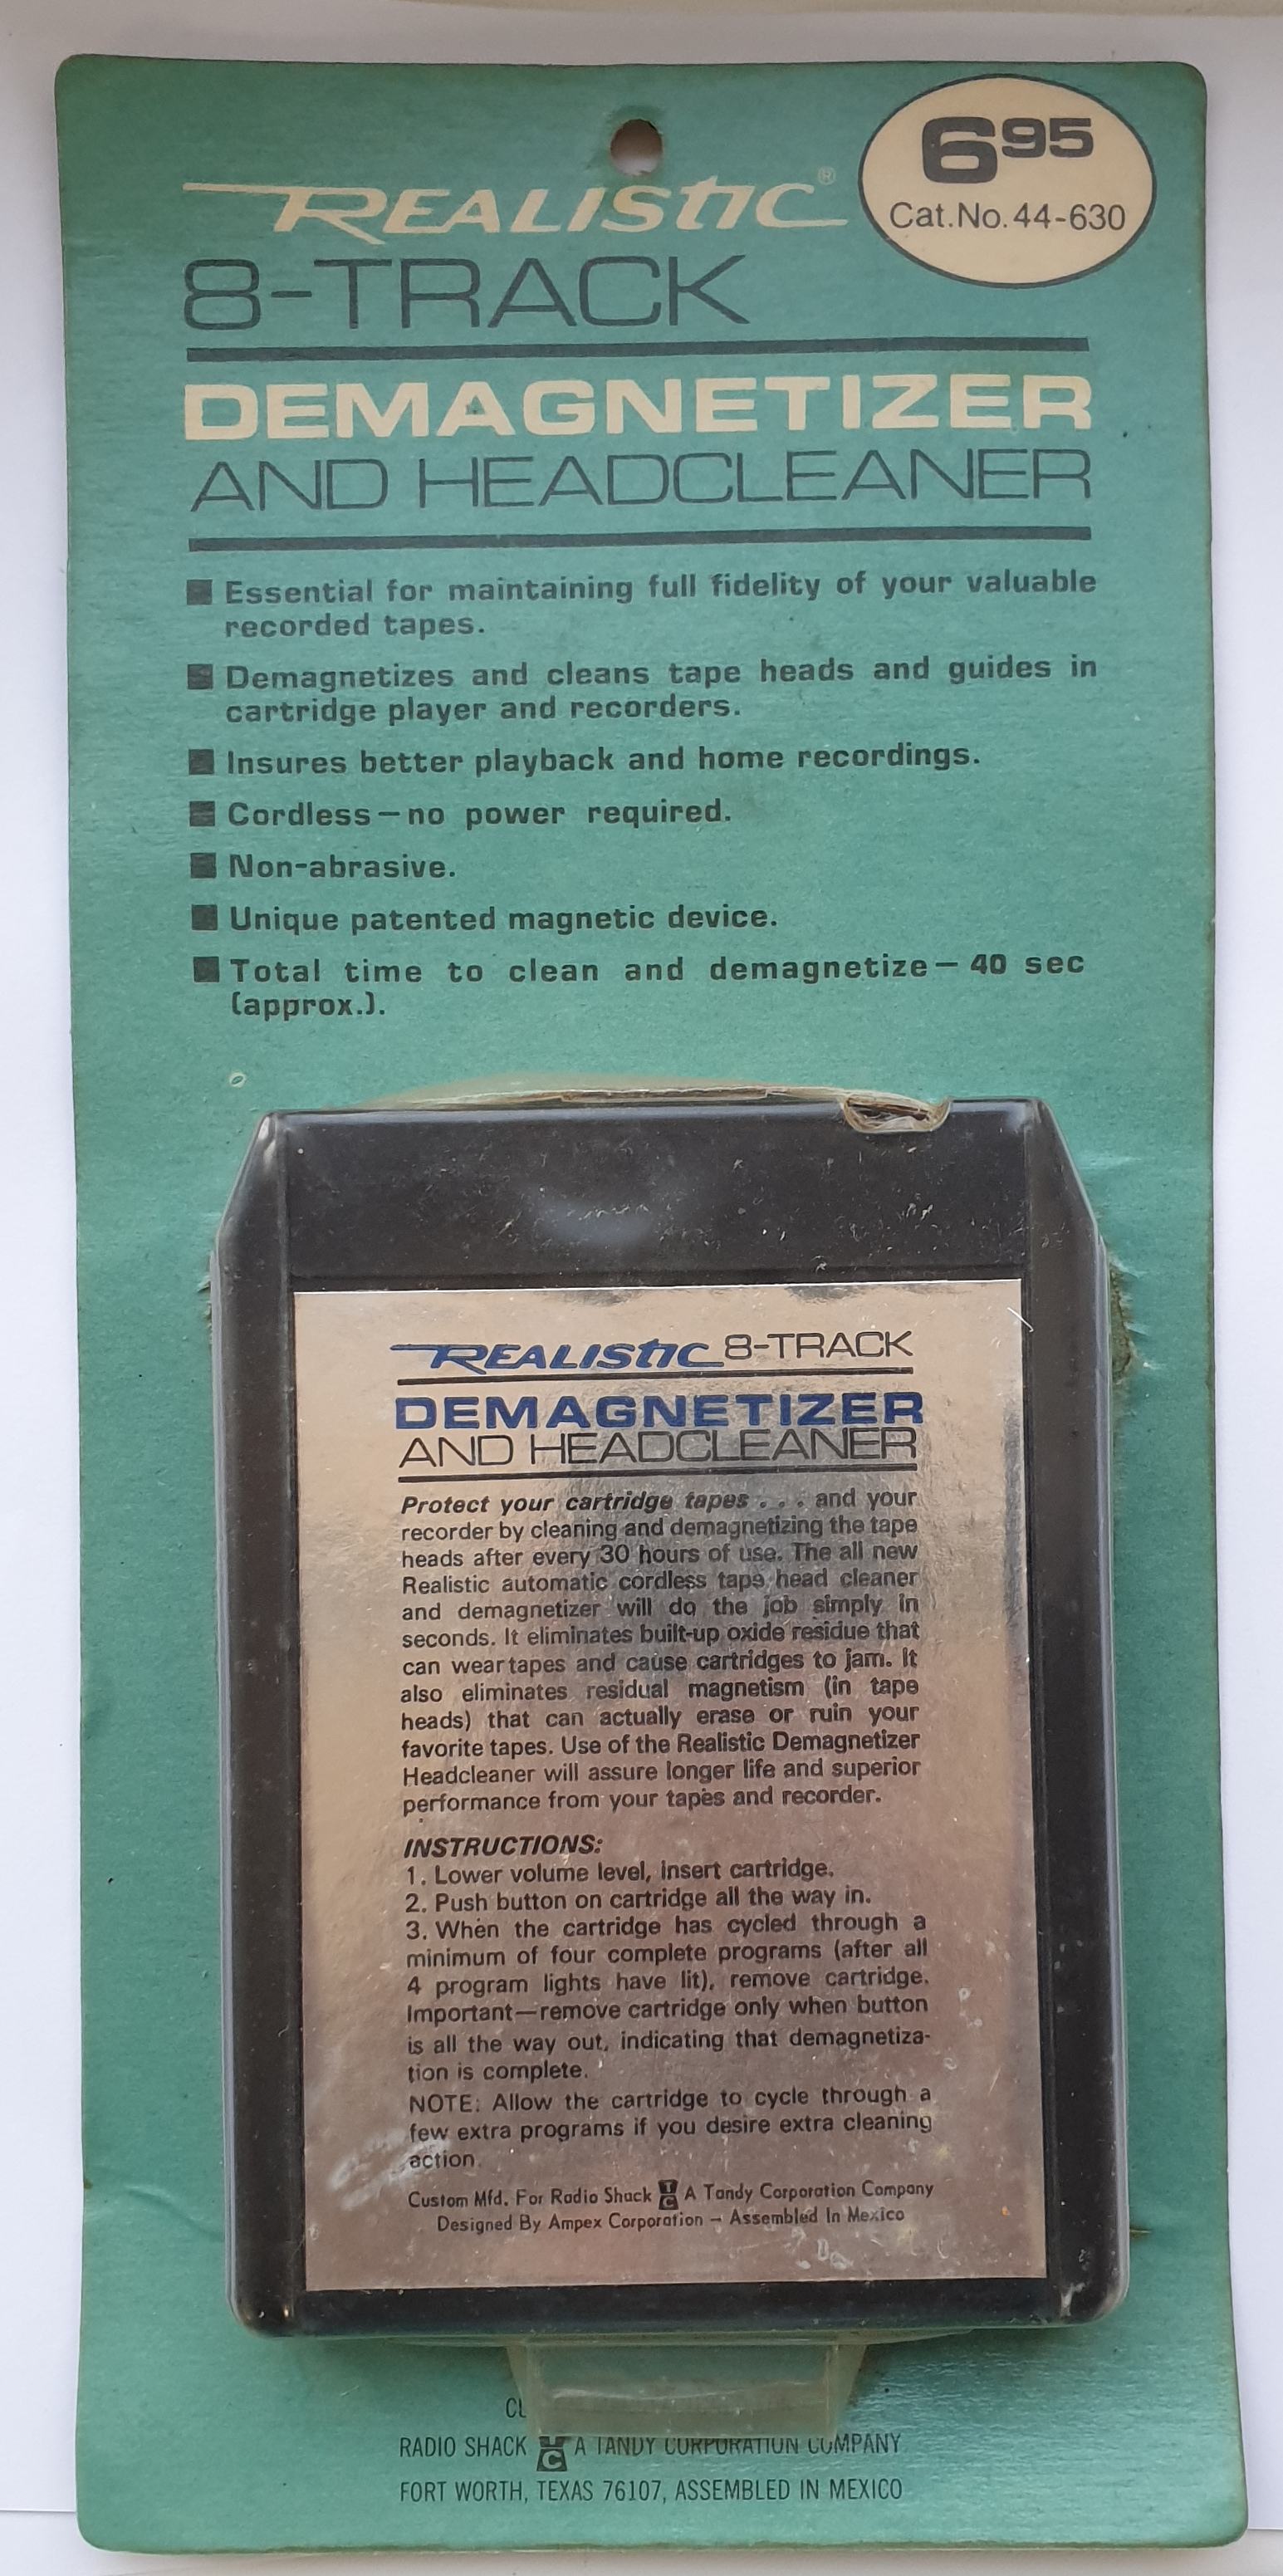 6 95
Cat.No. 44-630
REALISTIC®
8-TRACK
DEMAGNETIZER
AND HEADCLEANER
■ Essential for maintaining full fidelity of your valuable
recorded tapes.
■ Demagnetizes and cleans tape heads and guides in
cartridge player and recorders.
■ Insures better playback and home recordings.
■ Cordless—no power required.
■ Non-abrasive.
■ Unique patented magnetic device.
■ Total time to clean and demagnetize—40 sec
(approx.).
REALISTIC 8-TRACK
DEMAGNETIZER
AND HEADCLEANER
Protect your cartridge tapes . . . and your
recorder by cleaning and demagnetizing the tape
heads after every 30 hours of use. The all new
Realistic automatic cordless tape head cleaner
and demagnetizer will do the job simply in
seconds. It eliminates built-up oxide residue that
can wear tapes and cause cartridges to jam. It
also eliminates residual magnetism (in tape
heads) that can actually erase or ruin your
favorite tapes. Use of the Realistic Demagnetizer
Headcleaner will assure longer life and superior
performance from your tapes and recorder.
INSTRUCTIONS:
1. Lower volume level, insert cartridge.
2. Push button on cartridge all the way in.
3. When the cartridge has cycled through a
minimum of four complete programs (after all
4 program lights have lit), remove cartridge.
Important—remove cartridge only when button
is all the way out, indicating that demagnetiza-
tion is complete.
NOTE: Allow the cartridge to cycle through a
few extra programs if you desire extra cleaning
action.
Custom Mfd. For Radio Shack TC A Tandy Corporation Company
Designed By Ampex Corporation – Assembled In Mexico
RADIO SHACK TC A TANDY CORPORATION COMPANY
FORT WORTH, TEXAS 76107, ASSEMBLED IN MEXICO